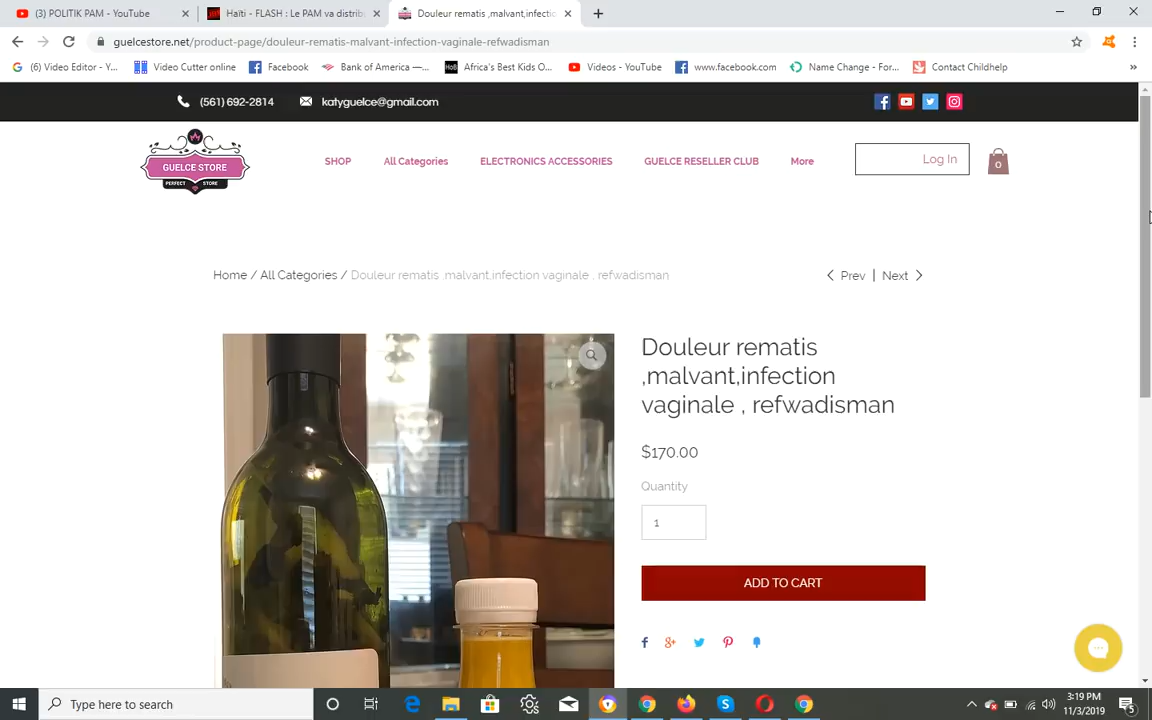 (3) POLITIK PAM - YouTube
Haïti - FLASH : Le PAM va distrib
Douleur rematis ,malvant,infectio
guelcestore.net/product-page/douleur-rematis-malvant-infection-vaginale-refwadisman
(6) Video Editor - Y...
Video Cutter online
Facebook
Bank of America —...
HoB
Africa's Best Kids O...
Videos - YouTube
www.facebook.com
Name Change - For...
Contact Childhelp
(561) 692-2814
katyguelce@gmail.com
GUELCE STORE
PERFECT STORE
SHOP
All Categories
ELECTRONICS ACCESSORIES
GUELCE RESELLER CLUB
More
Log In
0
Home / All Categories / Douleur rematis ,malvant,infection vaginale , refwadisman
Prev | Next
Douleur rematis
,malvant,infection
vaginale , refwadisman
$170.00
Quantity
1
ADD TO CART
Type here to search
3:19 PM
11/3/2019
5